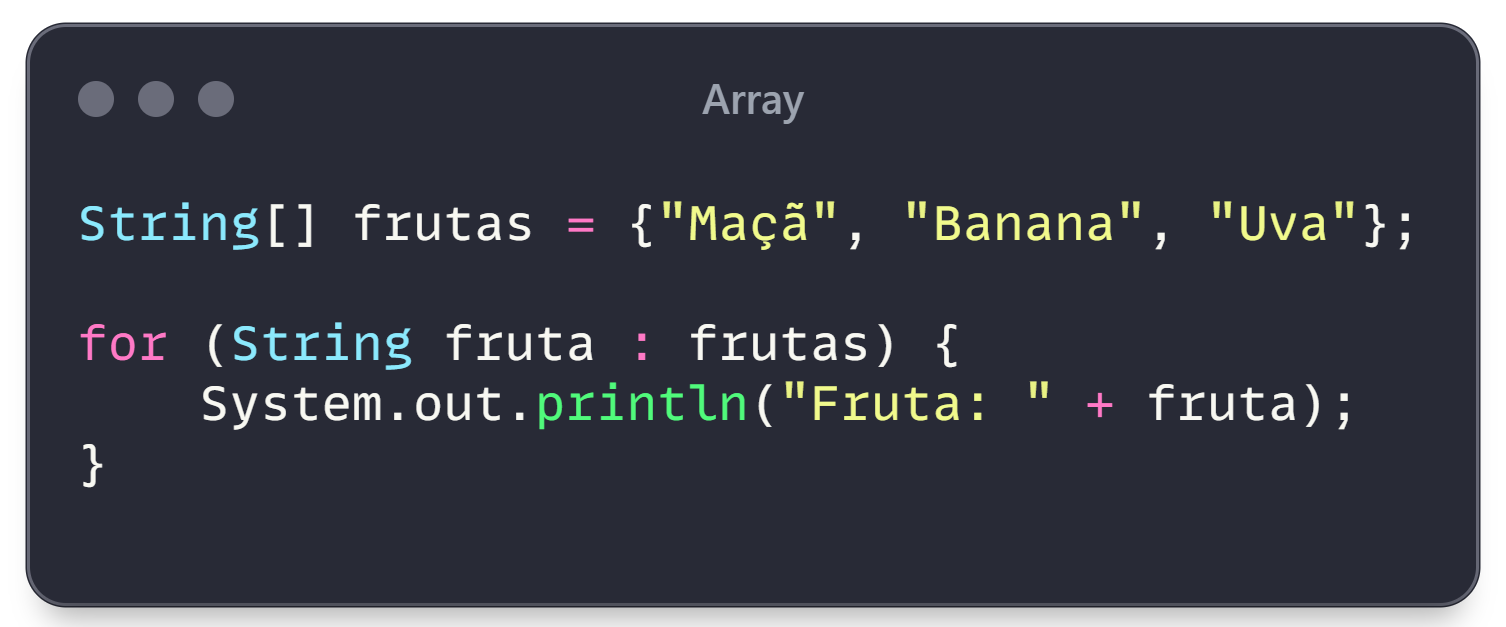 Array
String[] frutas = {"Maçã", "Banana", "Uva"};
for (String fruta : frutas) {
    System.out.println("Fruta: " + fruta);
}